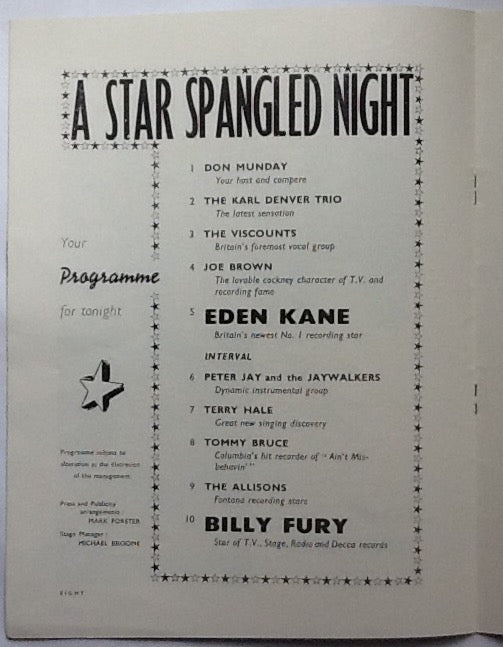 A STAR SPANGLED NIGHT
Your
Programme
for tonight
1 DON MUNDAY
Your host and compere
2 THE KARL DENVER TRIO
The latest sensation
3 THE VISCOUNTS
Britain's foremost vocal group
4 JOE BROWN
The lovable cockney character of T.V. and
recording fame
5 EDEN KANE
Britain's newest No. 1 recording star
INTERVAL
6 PETER JAY and the JAYWALKERS
Dynamic instrumental group
7 TERRY HALE
Great new singing discovery
8 TOMMY BRUCE
Columbia's hit recorder of "Ain't Mis-
behavin'"
9 THE ALLISONS
Fontana recording stars
10 BILLY FURY
Star of T.V., Stage, Radio and Decca records
Programme subject to
alteration at the discretion
of the management
Press and Publicity
arrangements:
MARK FORSTER
Stage Manager:
MICHAEL BROOME
EIGHT